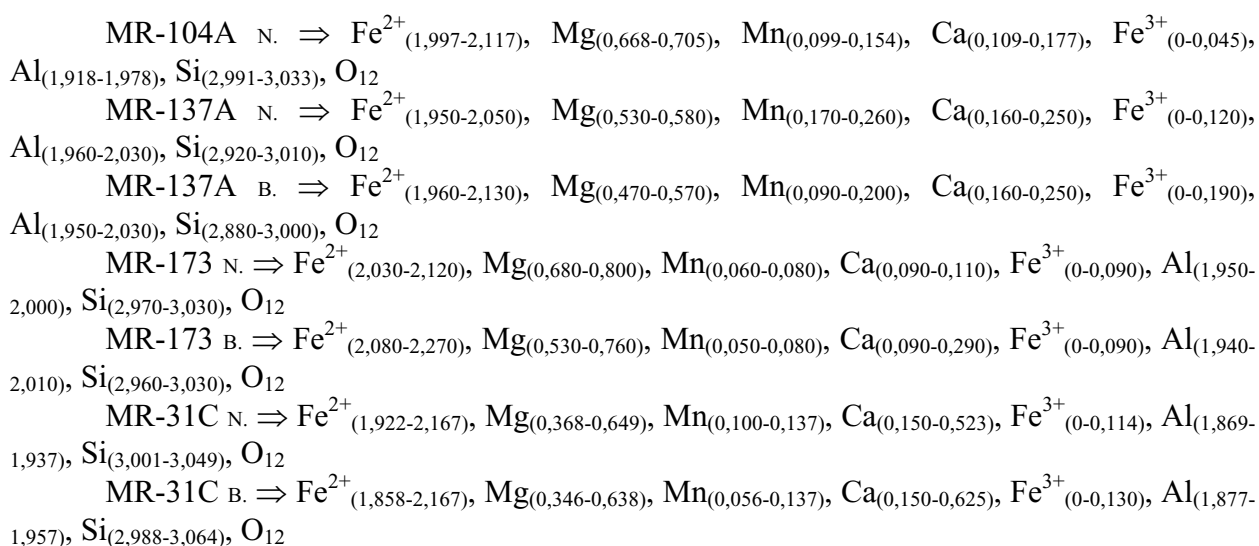 MR-104A N. ⇒ Fe²⁺(1,997-2,117), Mg(0,668-0,705), Mn(0,099-0,154), Ca(0,109-0,177), Fe³⁺(0-0,045),
Al(1,918-1,978), Si(2,991-3,033), O₁₂
MR-137A N. ⇒ Fe²⁺(1,950-2,050), Mg(0,530-0,580), Mn(0,170-0,260), Ca(0,160-0,250), Fe³⁺(0-0,120),
Al(1,960-2,030), Si(2,920-3,010), O₁₂
MR-137A B. ⇒ Fe²⁺(1,960-2,130), Mg(0,470-0,570), Mn(0,090-0,200), Ca(0,160-0,250), Fe³⁺(0-0,190),
Al(1,950-2,030), Si(2,880-3,000), O₁₂
MR-173 N. ⇒ Fe²⁺(2,030-2,120), Mg(0,680-0,800), Mn(0,060-0,080), Ca(0,090-0,110), Fe³⁺(0-0,090), Al(1,950-
2,000), Si(2,970-3,030), O₁₂
MR-173 B. ⇒ Fe²⁺(2,080-2,270), Mg(0,530-0,760), Mn(0,050-0,080), Ca(0,090-0,290), Fe³⁺(0-0,090), Al(1,940-
2,010), Si(2,960-3,030), O₁₂
MR-31C N. ⇒ Fe²⁺(1,922-2,167), Mg(0,368-0,649), Mn(0,100-0,137), Ca(0,150-0,523), Fe³⁺(0-0,114), Al(1,869-
1,937), Si(3,001-3,049), O₁₂
MR-31C B. ⇒ Fe²⁺(1,858-2,167), Mg(0,346-0,638), Mn(0,056-0,137), Ca(0,150-0,625), Fe³⁺(0-0,130), Al(1,877-
1,957), Si(2,988-3,064), O₁₂